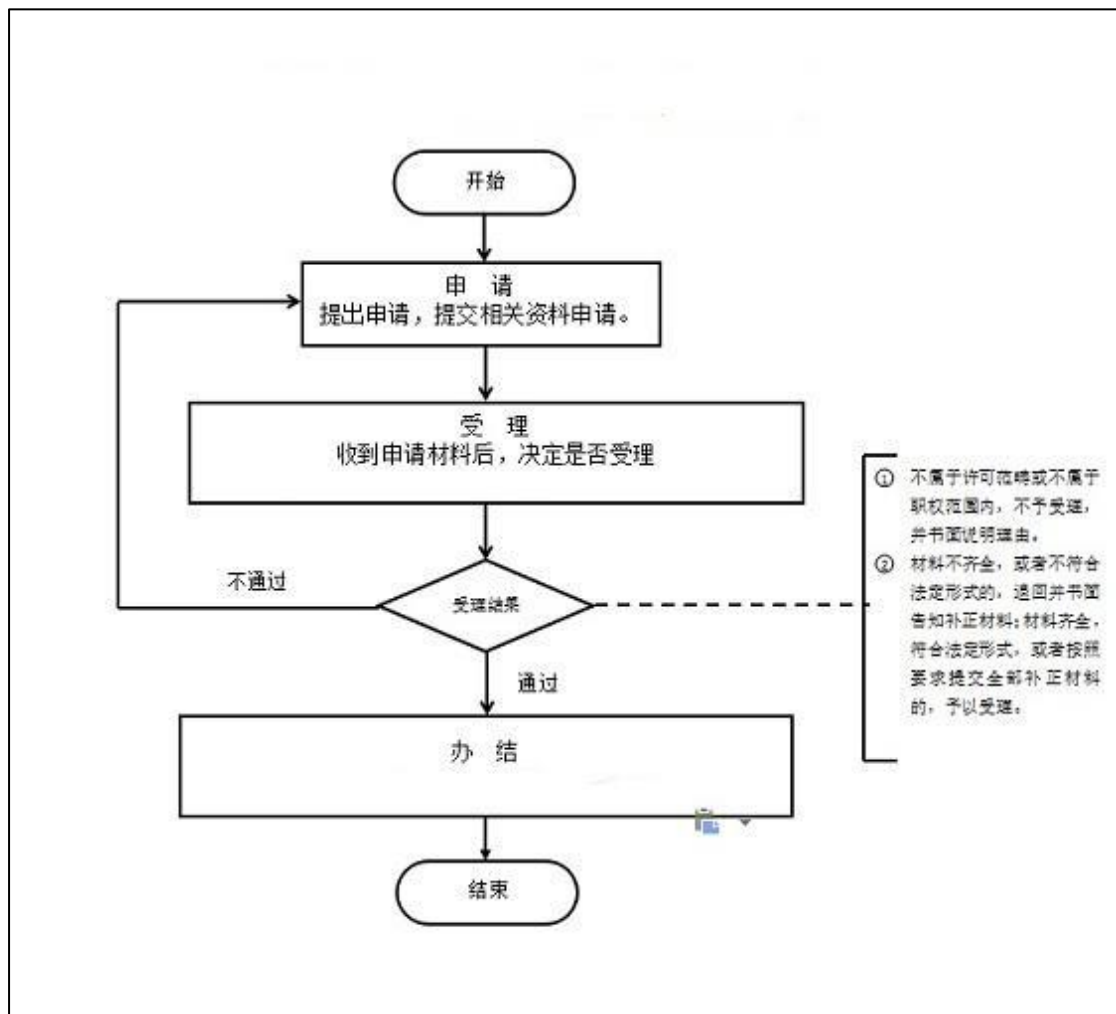 开始
申 请
提出申请，提交相关资料申请。
受 理
收到申请材料后，决定是否受理
不通过
受理结果
① 不属于许可范畴或不属于
职权范围内，不予受理，
并书面说明理由。
② 材料不齐全，或者不符合
法定形式的，退回并书面
告知补正材料；材料齐全，
符合法定形式，或者按照
要求提交全部补正材料
的，予以受理。
通过
办 结
结束